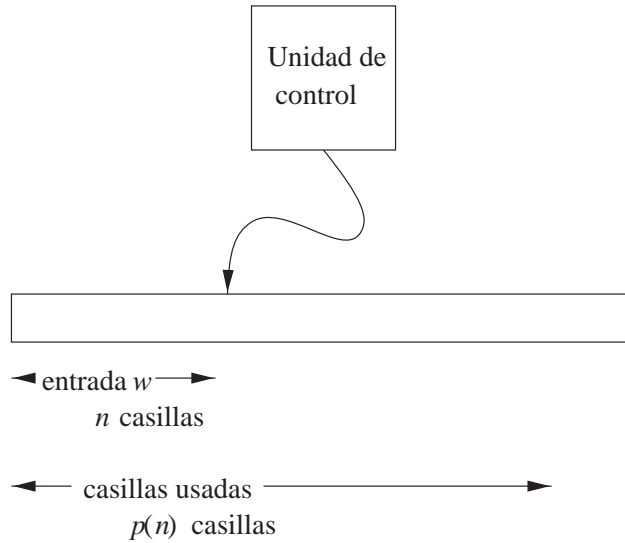 Unidad de
control
entrada w
n casillas
casillas usadas
p(n) casillas